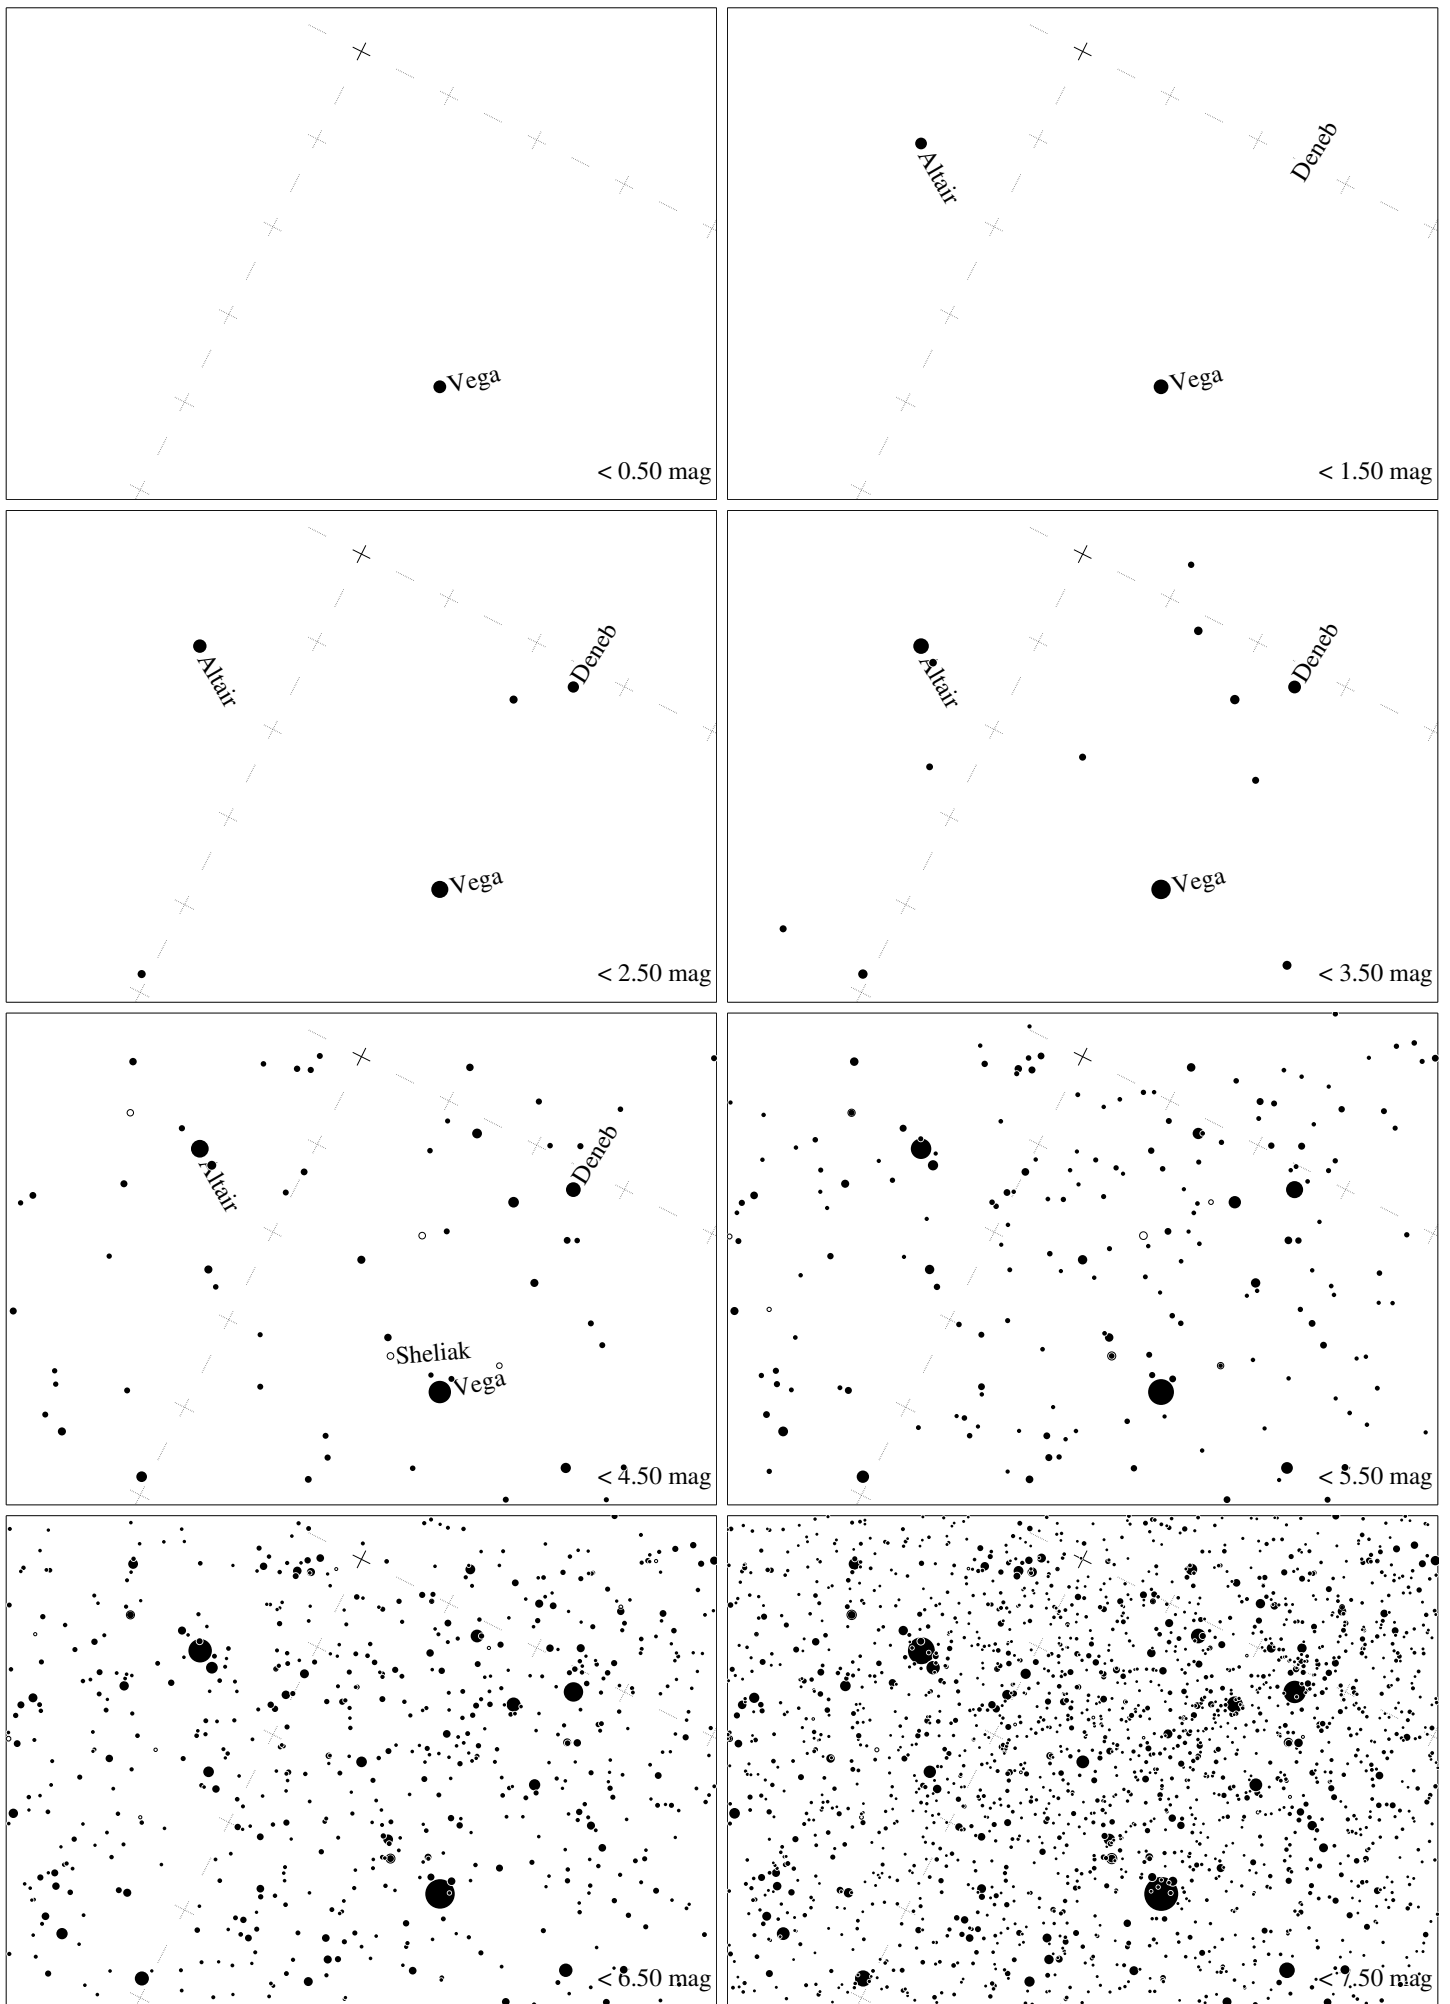 Vega
< 0.50 mag
Deneb
Altair
Vega
< 1.50 mag
Deneb
Altair
Vega
< 2.50 mag
Deneb
Altair
Vega
< 3.50 mag
Deneb
Altair
Sheliak
Vega
< 4.50 mag
< 5.50 mag
< 6.50 mag
< 7.50 mag